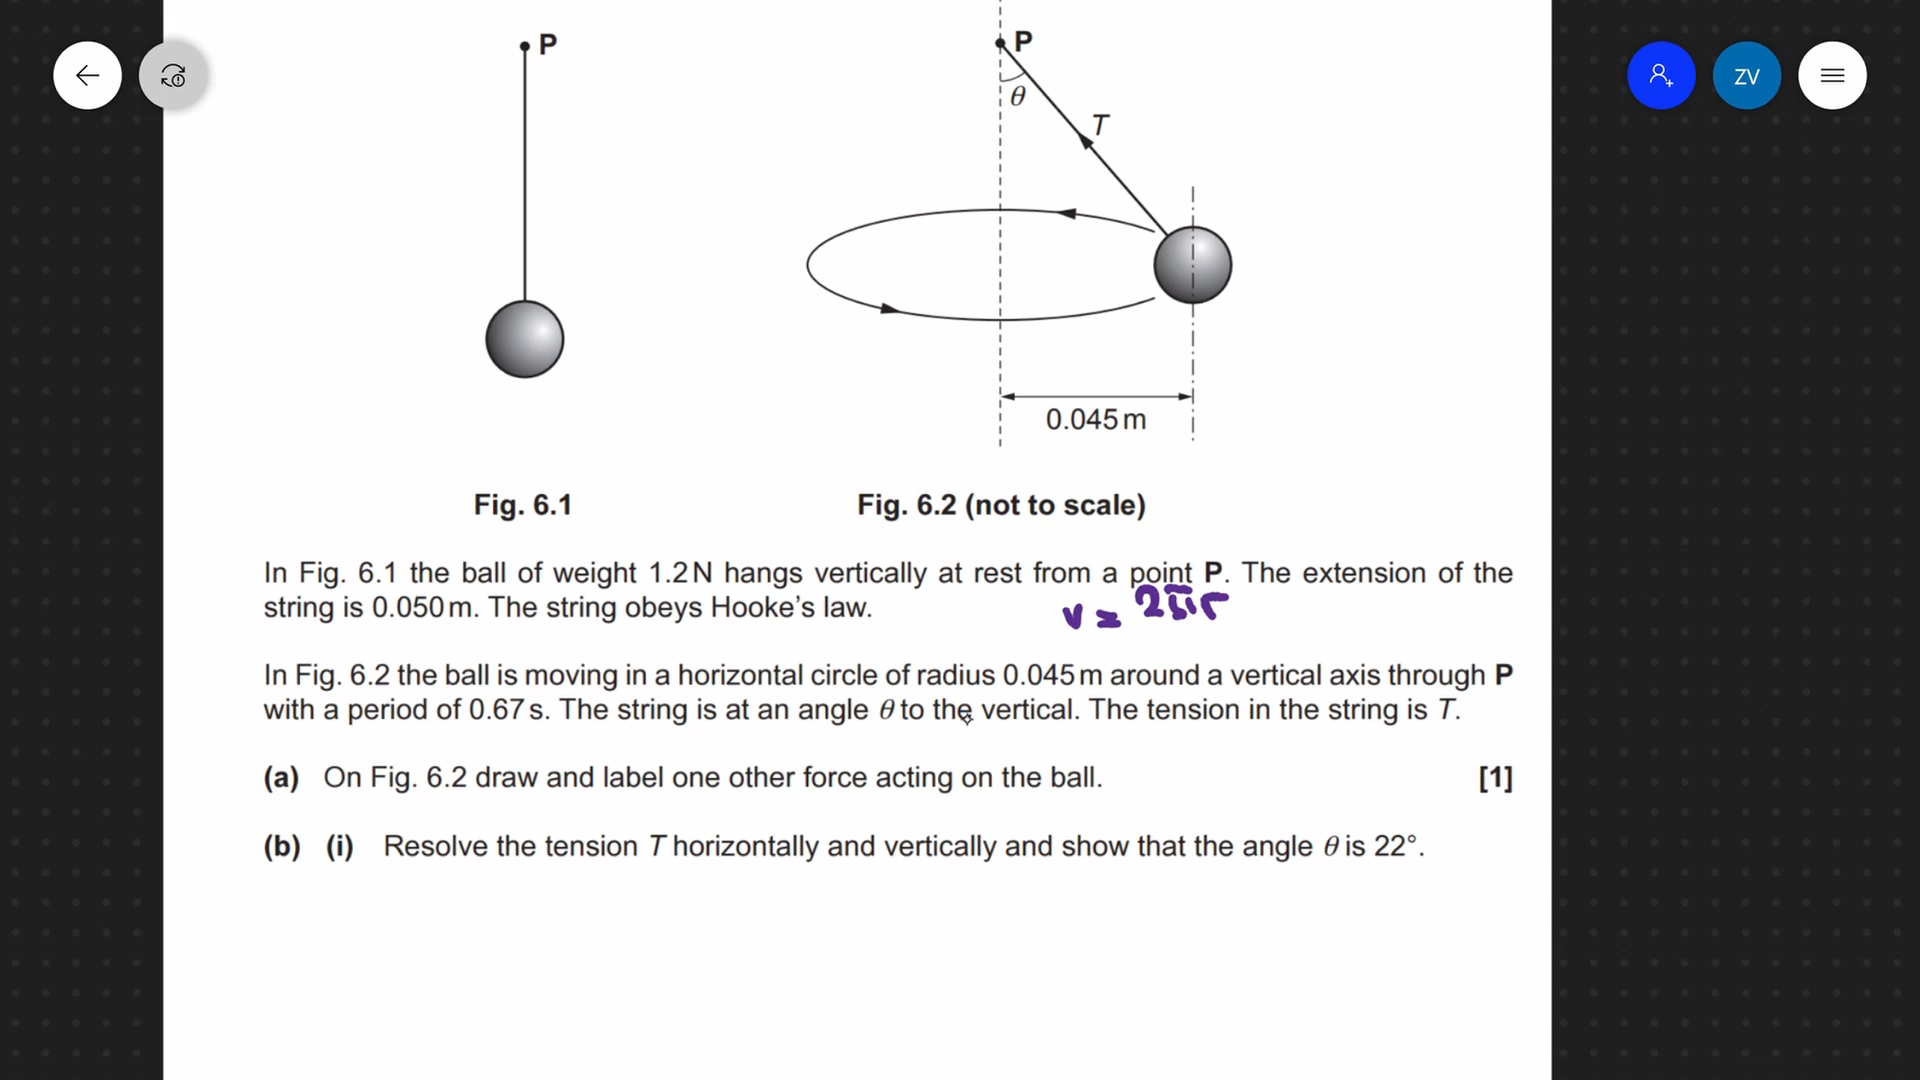 P
P
θ
T
ZV
0.045 m
Fig. 6.1
Fig. 6.2 (not to scale)
In Fig. 6.1 the ball of weight 1.2 N hangs vertically at rest from a point P. The extension of the
string is 0.050 m. The string obeys Hooke's law.
v = 2πr
In Fig. 6.2 the ball is moving in a horizontal circle of radius 0.045 m around a vertical axis through P
with a period of 0.67 s. The string is at an angle θ to the vertical. The tension in the string is T.
(a) On Fig. 6.2 draw and label one other force acting on the ball. [1]
(b) (i) Resolve the tension T horizontally and vertically and show that the angle θ is 22°.